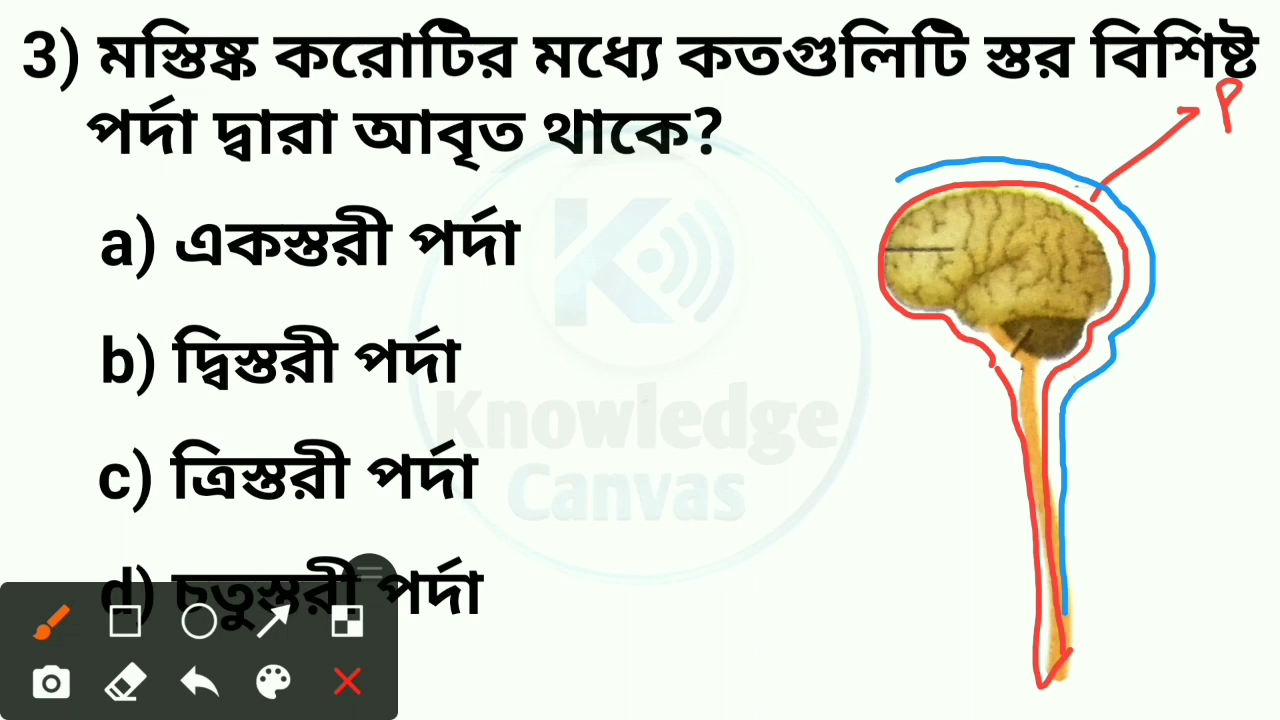 3) মস্তিষ্ক করোটির মধ্যে কতগুলিটি স্তর বিশিষ্ট
পর্দা দ্বারা আবৃত থাকে?
P
a) একস্তরী পর্দা
b) দ্বিস্তরী পর্দা
c) ত্রিস্তরী পর্দা
d) চতুস্তরী পর্দা
K
Knowledge
Canvas